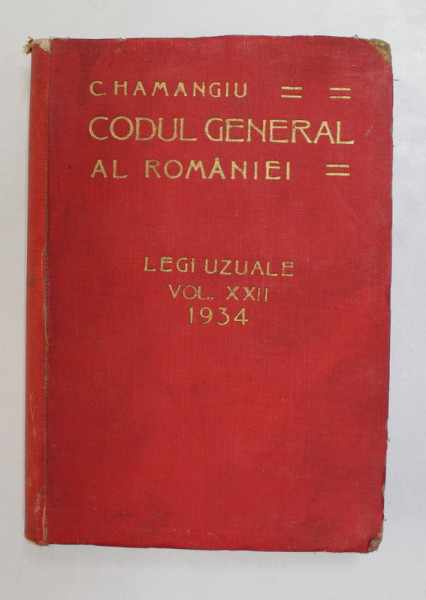 C. HAMANGIU
CODUL GENERAL
AL ROMÂNIEI
LEGI UZUALE
VOL. XXII
1934